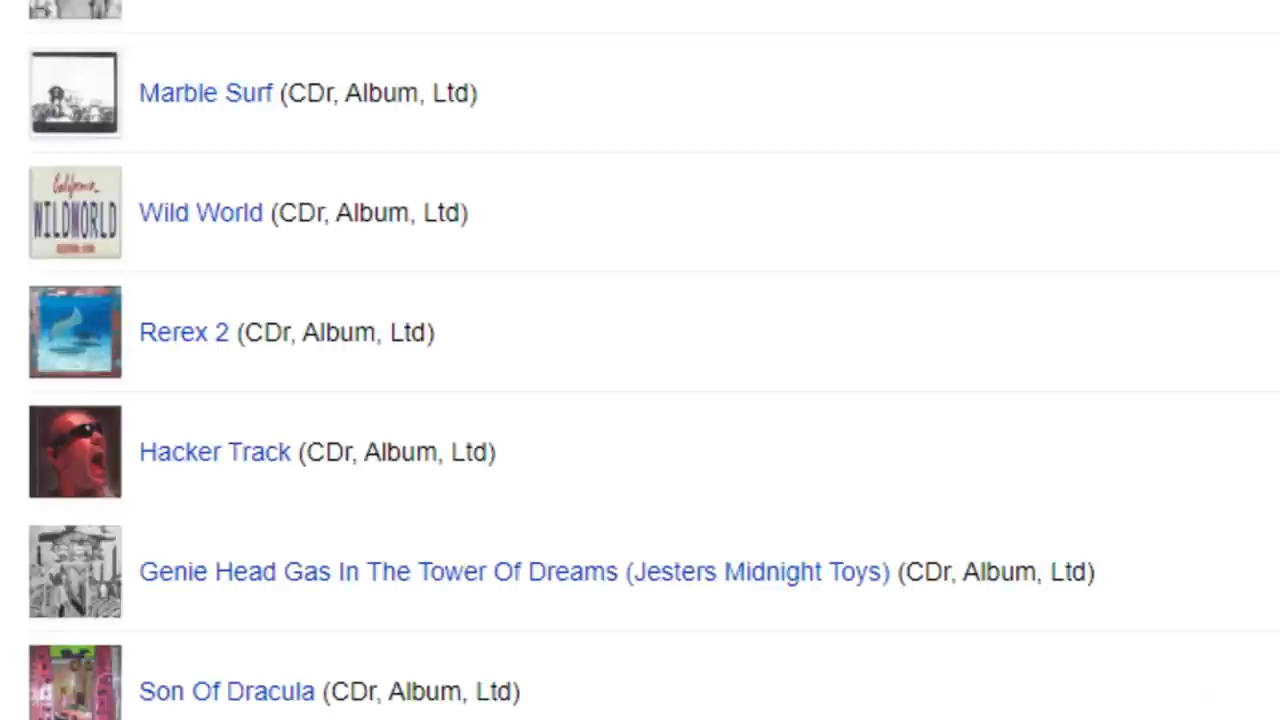 Marble Surf (CDr, Album, Ltd)
California
WILDWORLD
Wild World (CDr, Album, Ltd)
Rerex 2 (CDr, Album, Ltd)
Hacker Track (CDr, Album, Ltd)
Genie Head Gas In The Tower Of Dreams (Jesters Midnight Toys) (CDr, Album, Ltd)
Son Of Dracula (CDr, Album, Ltd)